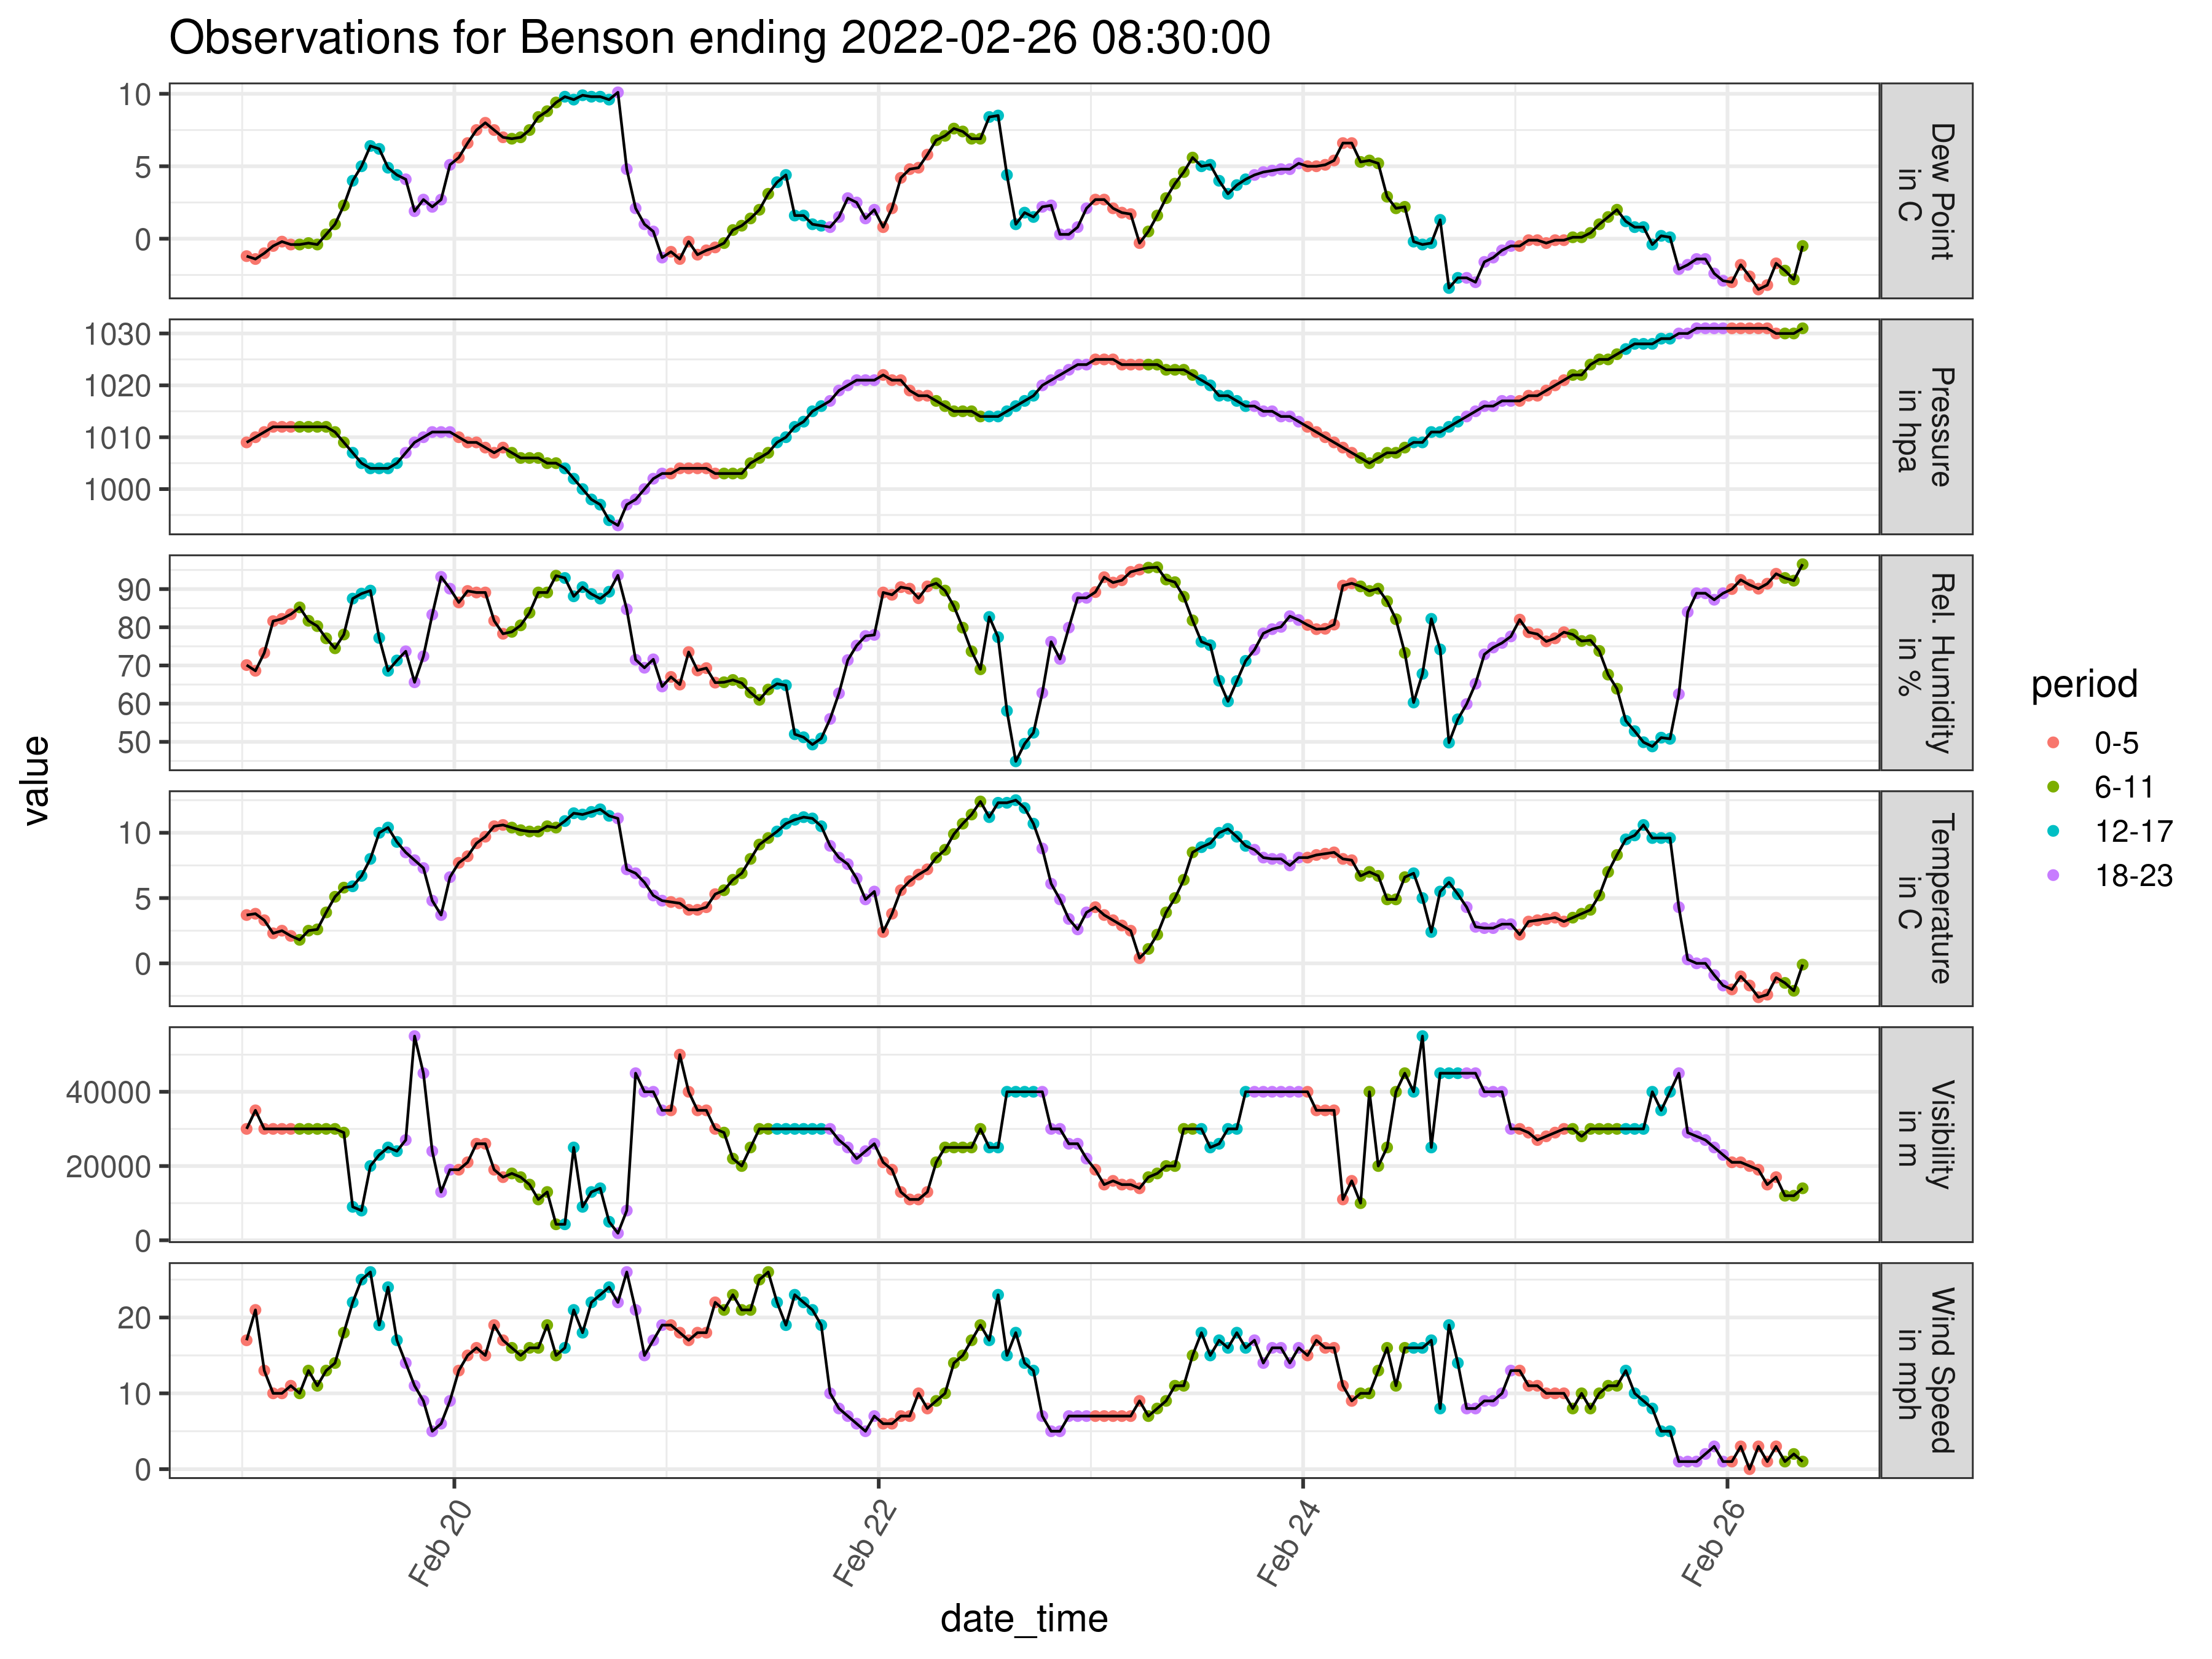 Observations for Benson ending 2022-02-26 08:30:00
value
10
5
0
Dew Point
in C
1030
1020
1010
1000
Pressure
in hpa
90
80
70
60
50
Rel. Humidity
in %
10
5
0
Temperature
in C
40000
20000
0
Visibility
in m
20
10
0
Wind Speed
in mph
Feb 20
Feb 22
Feb 24
Feb 26
date_time
period
0-5
6-11
12-17
18-23